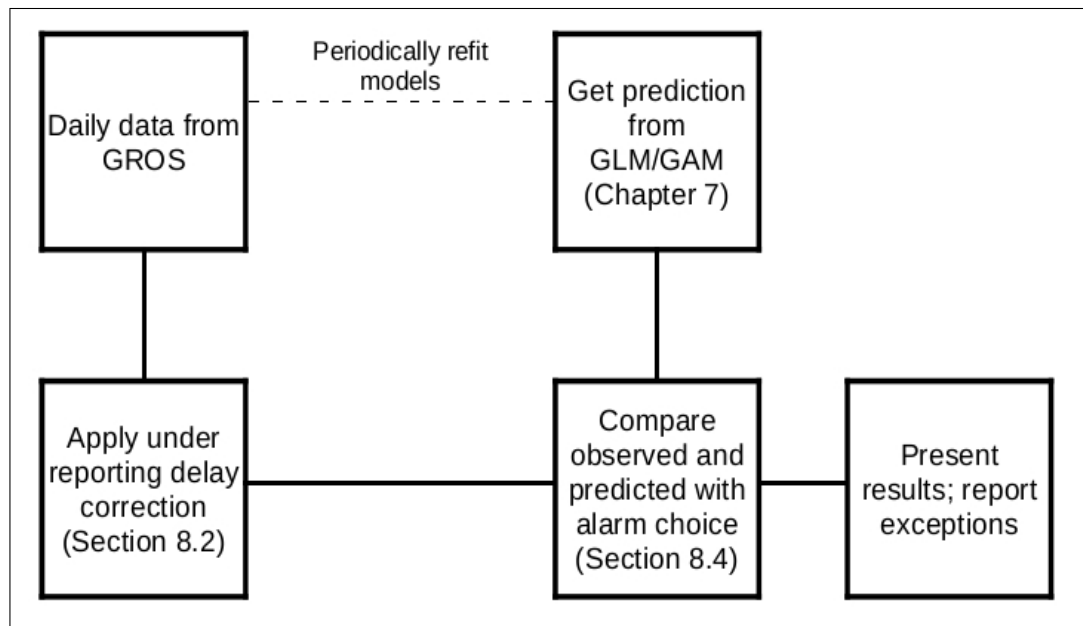 Periodically refit
models
Daily data from
GROS
Get prediction
from
GLM/GAM
(Chapter 7)
Apply under
reporting delay
correction
(Section 8.2)
Compare
observed and
predicted with
alarm choice
(Section 8.4)
Present
results; report
exceptions